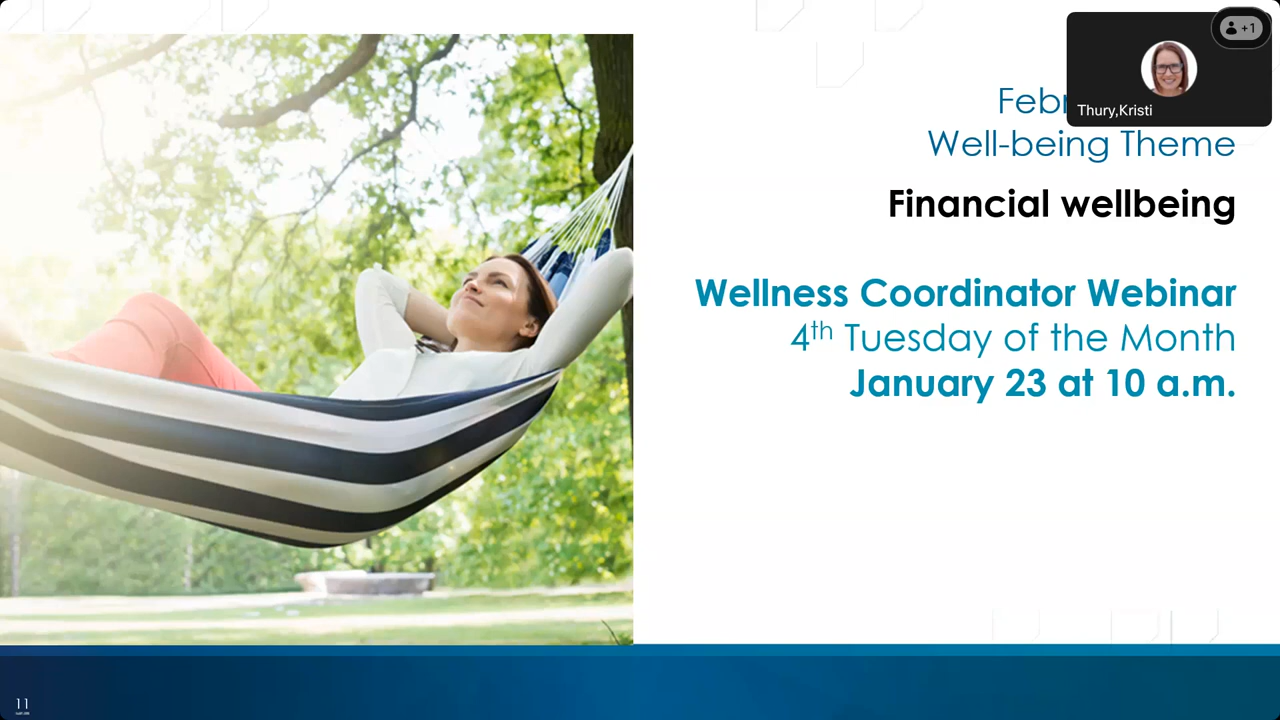 Febr
Well-being Theme
Financial wellbeing
Wellness Coordinator Webinar
4th Tuesday of the Month
January 23 at 10 a.m.
+1
Thury,Kristi
11